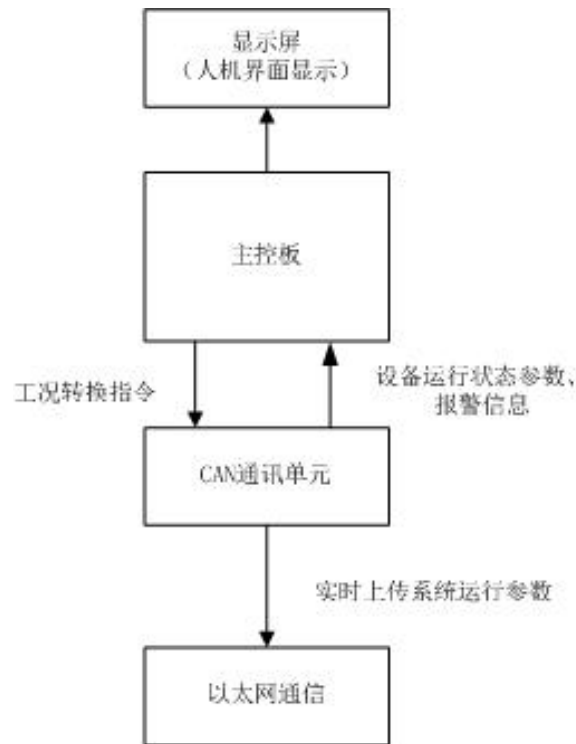 显示屏
（人机界面显示）
主控板
工况转换指令
设备运行状态参数、
报警信息
CAN通讯单元
实时上传系统运行参数
以太网通信